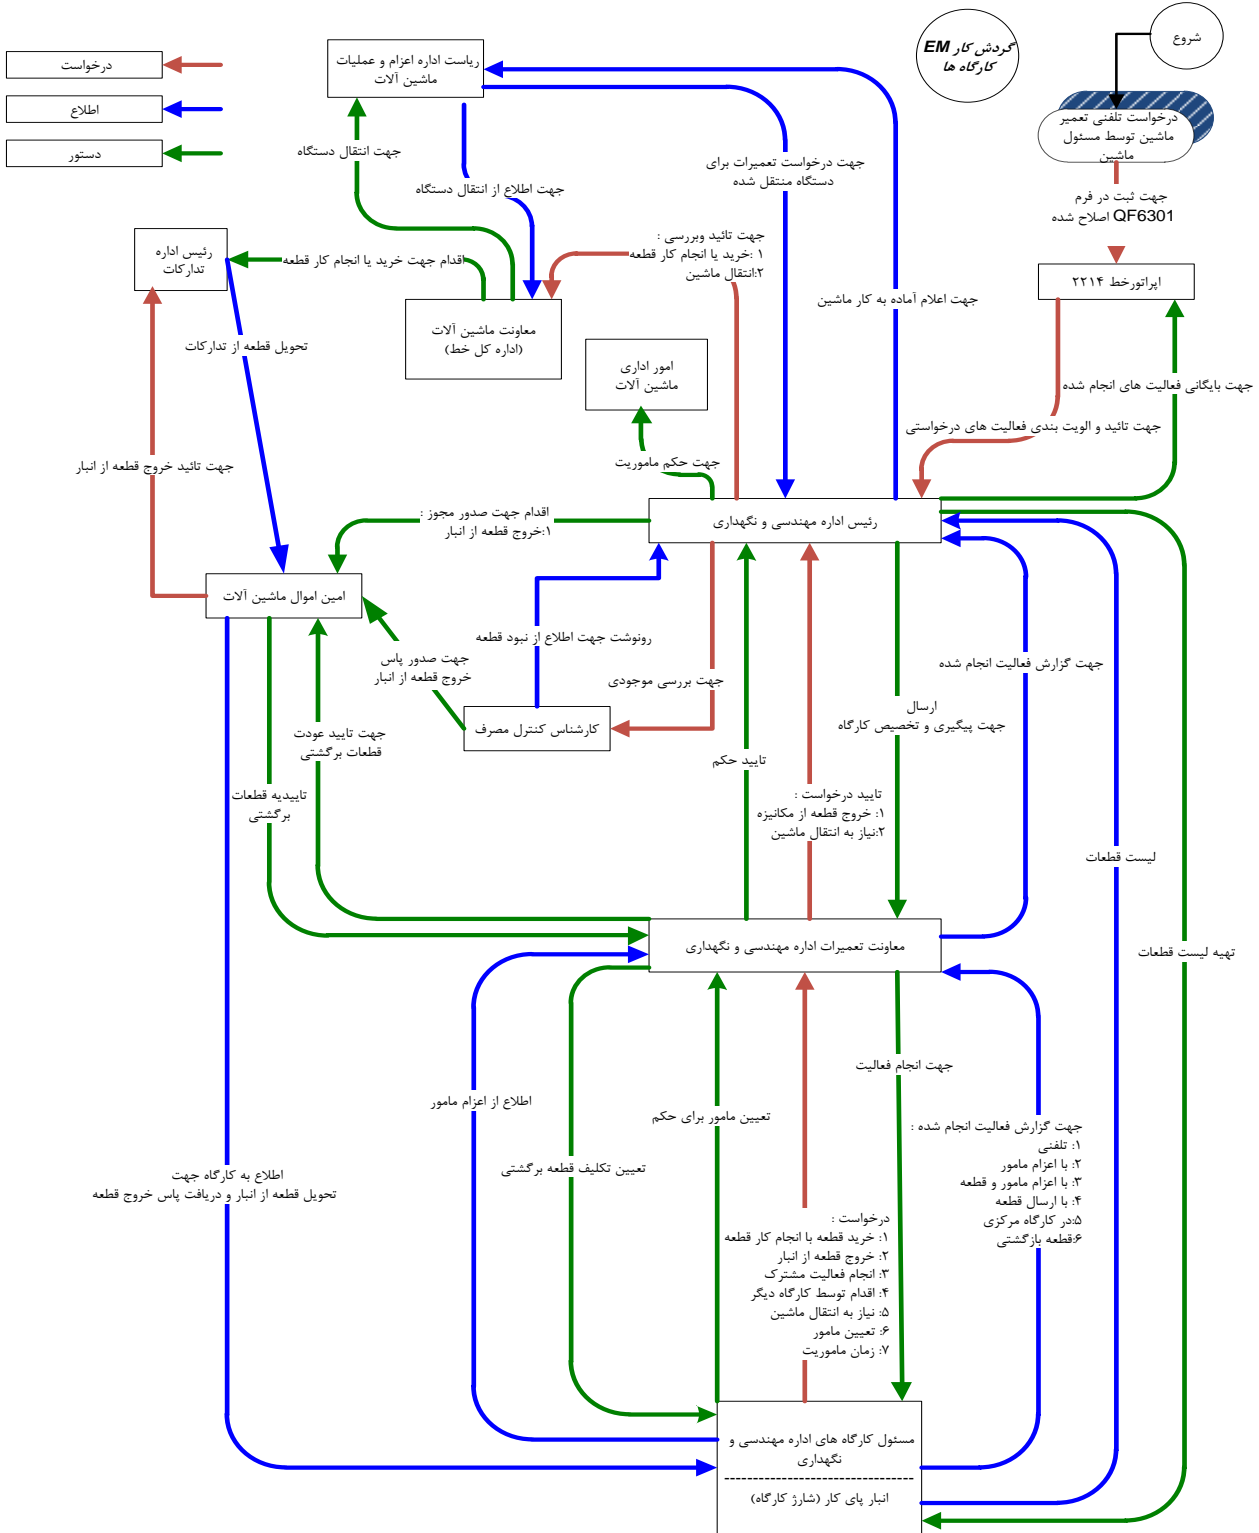 شروع
گردش کار EM
کارگاه ها
درخواست تلفنی تعمیر
ماشین توسط مسئول
ماشین
درخواست
اطلاع
دستور
ریاست اداره اعزام و عملیات
ماشین آلات
جهت انتقال دستگاه
جهت اطلاع از انتقال دستگاه
جهت درخواست تعمیرات برای
دستگاه منتقل شده
جهت ثبت در فرم
QF6301 اصلاح شده
اپراتورخط ۲۲۱۴
رئیس اداره
تدارکات
اقدام جهت خرید یا انجام کار قطعه
جهت تائید وبررسی :
۱ :خرید یا انجام کار قطعه
۲:انتقال ماشین
جهت اعلام آماده به کار ماشین
معاونت ماشین آلات
(اداره کل خط)
تحویل قطعه از تدارکات
امور اداری
ماشین آلات
جهت بایگانی فعالیت های انجام شده
جهت تائید و الویت بندی فعالیت های درخواستی
جهت حکم ماموریت
جهت تائید خروج قطعه از انبار
رئیس اداره مهندسی و نگهداری
اقدام جهت صدور مجوز :
۱:خروج قطعه از انبار
امین اموال ماشین آلات
رونوشت جهت اطلاع از نبود قطعه
جهت صدور پاس
خروج قطعه از انبار
جهت بررسی موجودی
جهت گزارش فعالیت انجام شده
ارسال
جهت پیگیری و تخصیص کارگاه
کارشناس کنترل مصرف
جهت تایید عودت
قطعات برگشتی
تایید حکم
تاییدیه قطعات
برگشتی
تایید درخواست :
۱: خروج قطعه از مکانیزه
۲:نیاز به انتقال ماشین
لیست قطعات
معاونت تعمیرات اداره مهندسی و نگهداری
تهیه لیست قطعات
جهت انجام فعالیت
اطلاع از اعزام مامور
تعیین مامور برای حکم
جهت گزارش فعالیت انجام شده :
۱: تلفنی
۲: با اعزام مامور
۳: با اعزام مامور و قطعه
۴: با ارسال قطعه
۵:در کارگاه مرکزی
۶:قطعه بازگشتی
تعیین تکلیف قطعه برگشتی
اطلاع به کارگاه جهت
تحویل قطعه از انبار و دریافت پاس خروج قطعه
درخواست :
۱: خرید قطعه با انجام کار قطعه
۲: خروج قطعه از انبار
۳: انجام فعالیت مشترک
۴: اقدام توسط کارگاه دیگر
۵: نیاز به انتقال ماشین
۶: تعیین مامور
۷: زمان ماموریت
مسئول کارگاه های اداره مهندسی و
نگهداری
انبار پای کار (شارژ کارگاه)